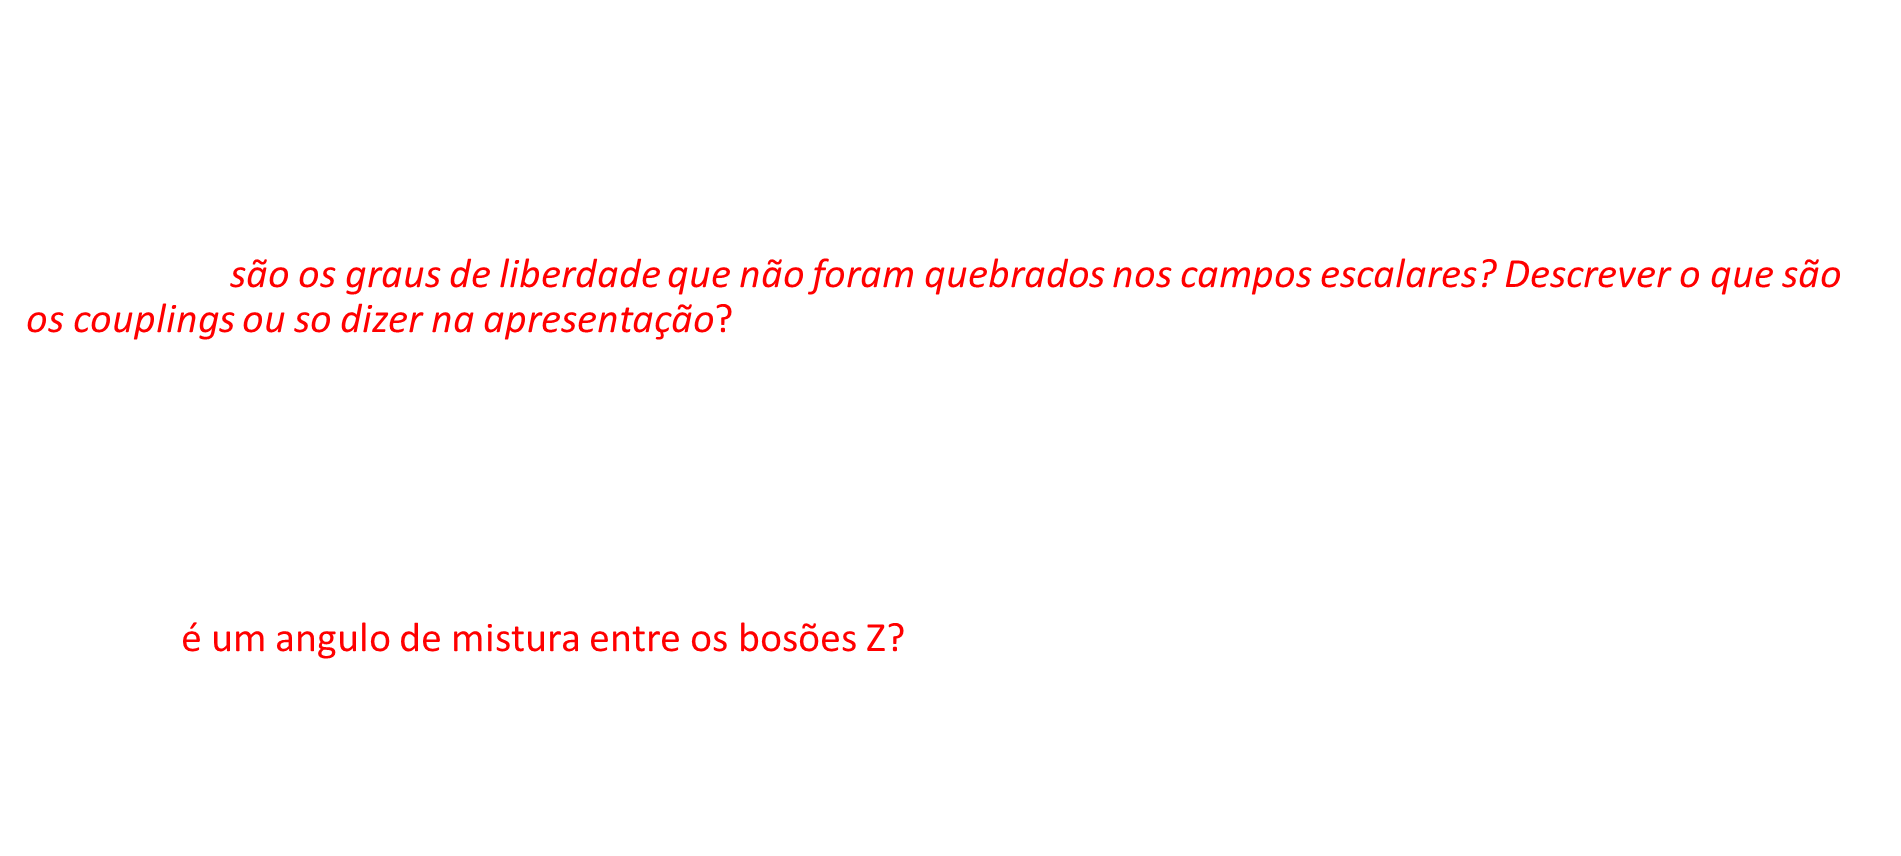 são os graus de liberdade que não foram quebrados nos campos escalares? Descrever o que são
os couplings ou so dizer na apresentação?
é um angulo de mistura entre os bosões Z?